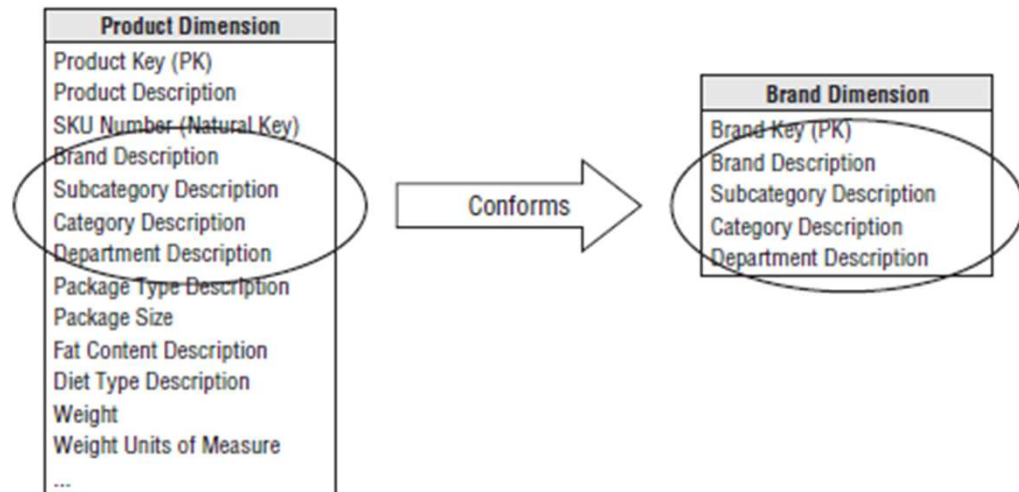 Product Dimension
Product Key (PK)
Product Description
SKU Number (Natural Key)
Brand Description
Subcategory Description
Category Description
Department Description
Package Type Description
Package Size
Fat Content Description
Diet Type Description
Weight
Weight Units of Measure
...
Conforms
Brand Dimension
Brand Key (PK)
Brand Description
Subcategory Description
Category Description
Department Description